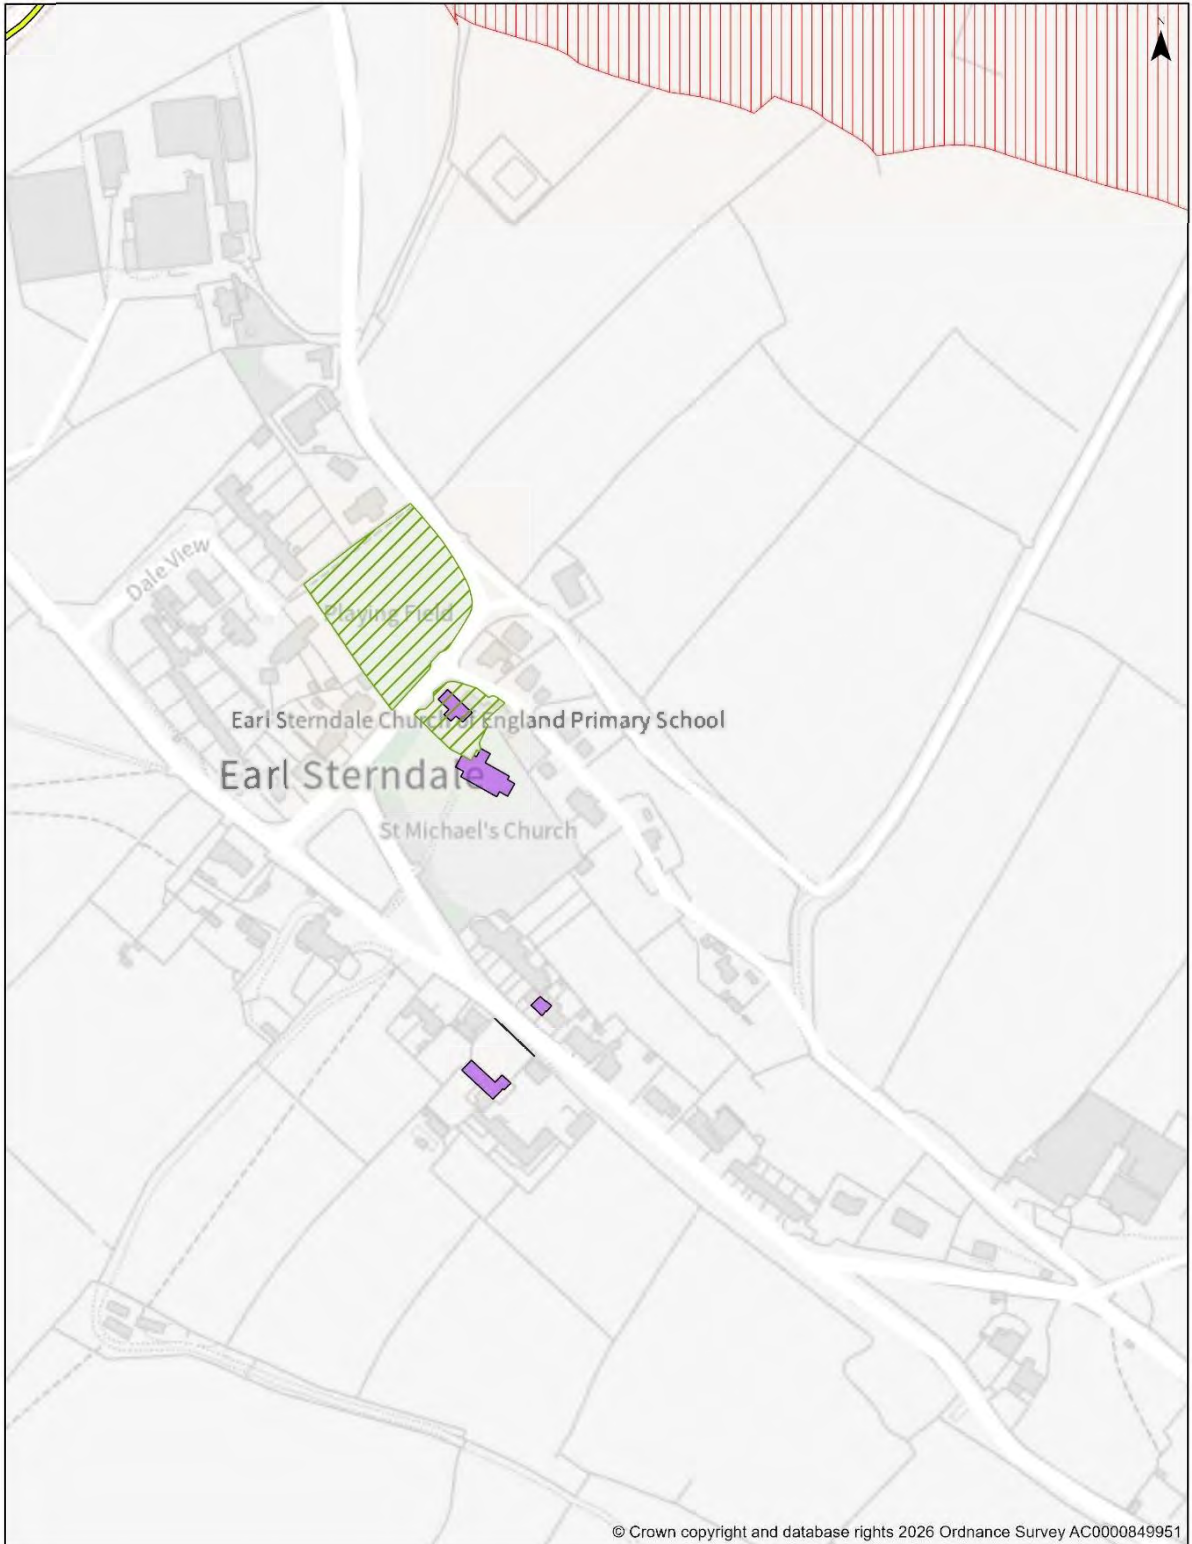 N
Dale View
Playing Field
Earl Sterndale Church of England Primary School
Earl Sterndale
St Michael's Church
© Crown copyright and database rights 2026 Ordnance Survey AC0000849951